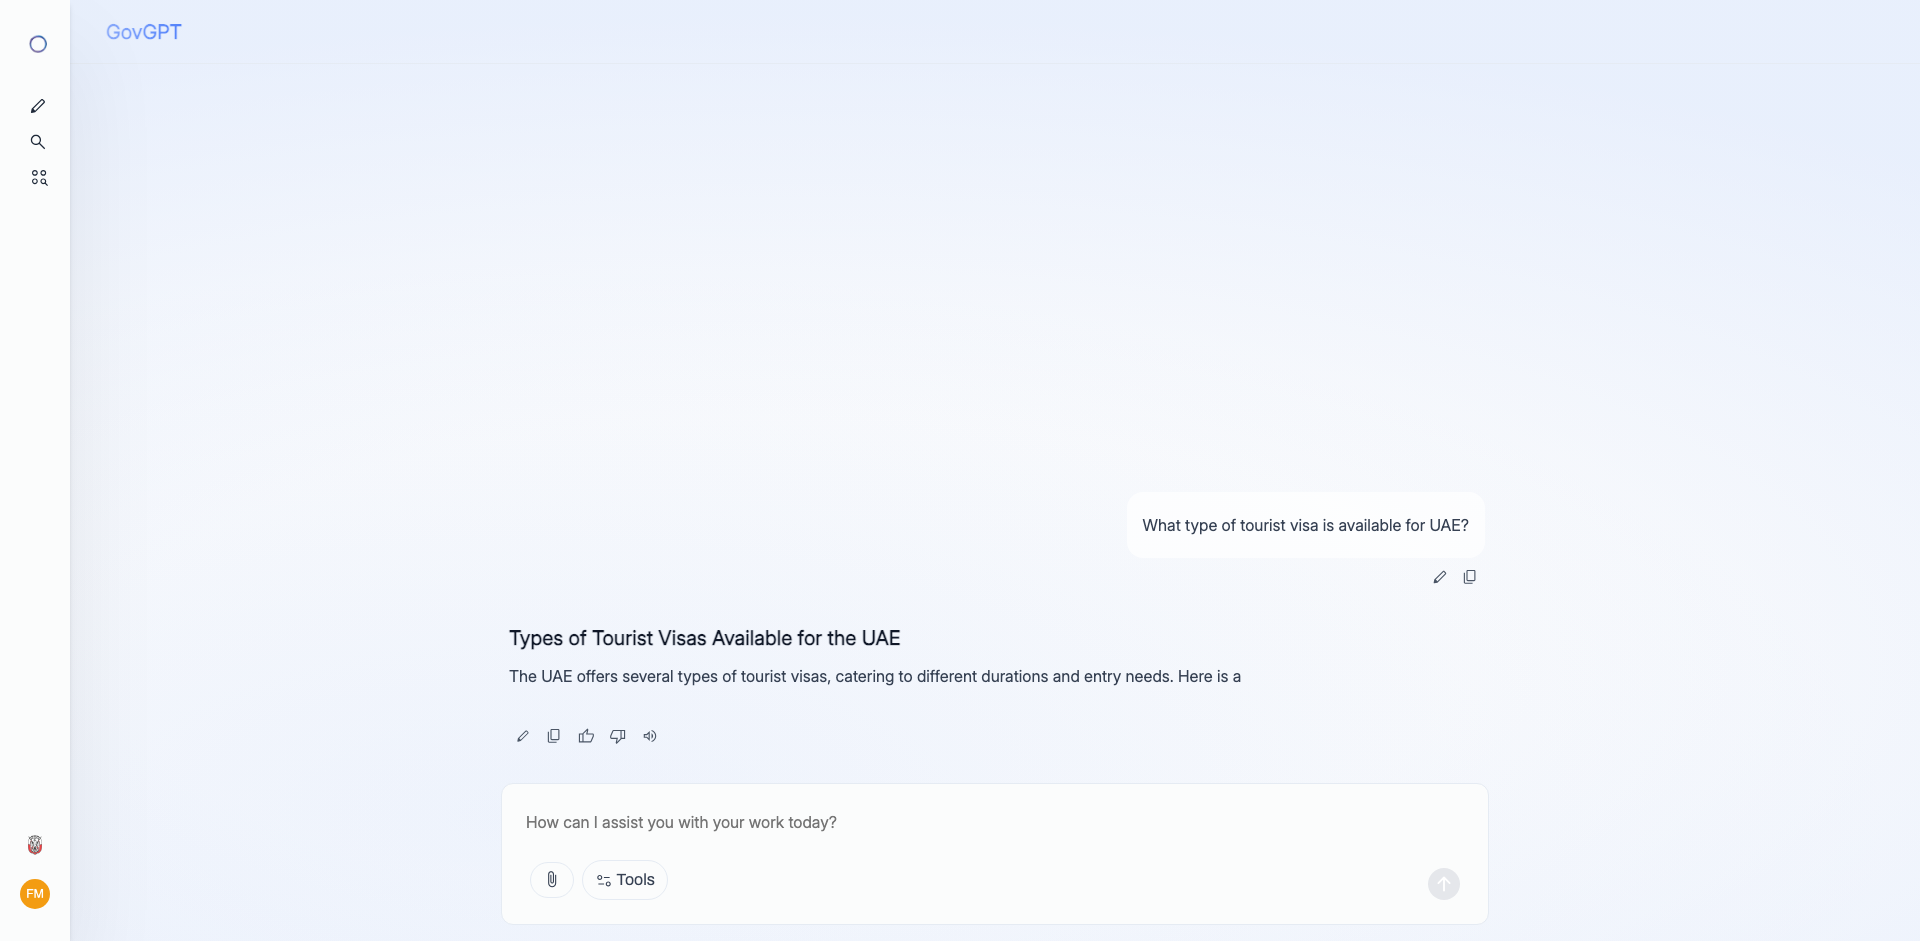 GovGPT
What type of tourist visa is available for UAE?
Types of Tourist Visas Available for the UAE
The UAE offers several types of tourist visas, catering to different durations and entry needs. Here is a
How can I assist you with your work today?
Tools
FM